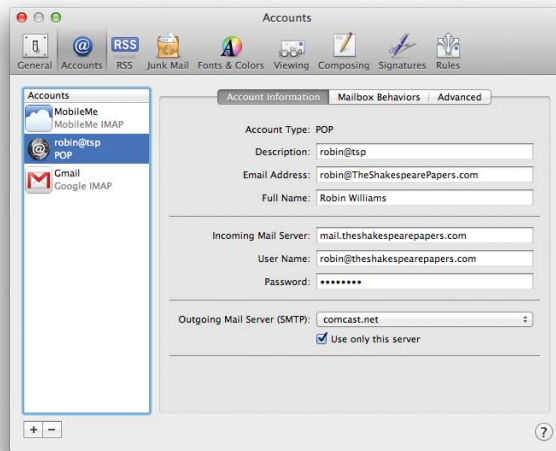 Accounts
General Accounts RSS Junk Mail Fonts & Colors Viewing Composing Signatures Rules
Accounts
MobileMe
MobileMe IMAP
robin@tsp
POP
Gmail
Google IMAP
Account Information Mailbox Behaviors Advanced
Account Type: POP
Description: robin@tsp
Email Address: robin@TheShakespearePapers.com
Full Name: Robin Williams
Incoming Mail Server: mail.theshakespearepapers.com
User Name: robin@theshakespearepapers.com
Password: ••••••••
Outgoing Mail Server (SMTP): comcast.net
Use only this server
+ − ?